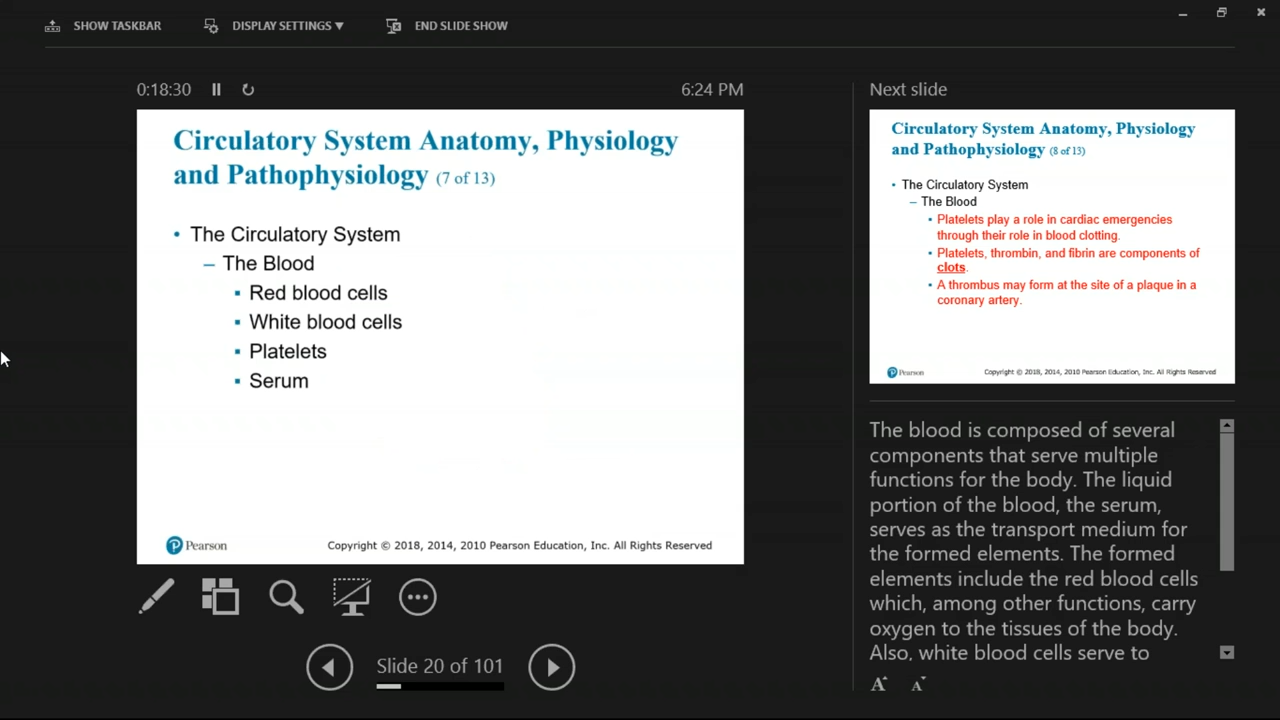 SHOW TASKBAR DISPLAY SETTINGS ▼ END SLIDE SHOW
0:18:30 6:24 PM
Circulatory System Anatomy, Physiology
and Pathophysiology (7 of 13)
• The Circulatory System
– The Blood
▪ Red blood cells
▪ White blood cells
▪ Platelets
▪ Serum
Pearson Copyright © 2018, 2014, 2010 Pearson Education, Inc. All Rights Reserved
Slide 20 of 101
Next slide
Circulatory System Anatomy, Physiology
and Pathophysiology (8 of 13)
• The Circulatory System
– The Blood
▪ Platelets play a role in cardiac emergencies
through their role in blood clotting.
▪ Platelets, thrombin, and fibrin are components of
clots.
▪ A thrombus may form at the site of a plaque in a
coronary artery.
Pearson Copyright © 2018, 2014, 2010 Pearson Education, Inc. All Rights Reserved
The blood is composed of several
components that serve multiple
functions for the body. The liquid
portion of the blood, the serum,
serves as the transport medium for
the formed elements. The formed
elements include the red blood cells
which, among other functions, carry
oxygen to the tissues of the body.
Also, white blood cells serve to
A A